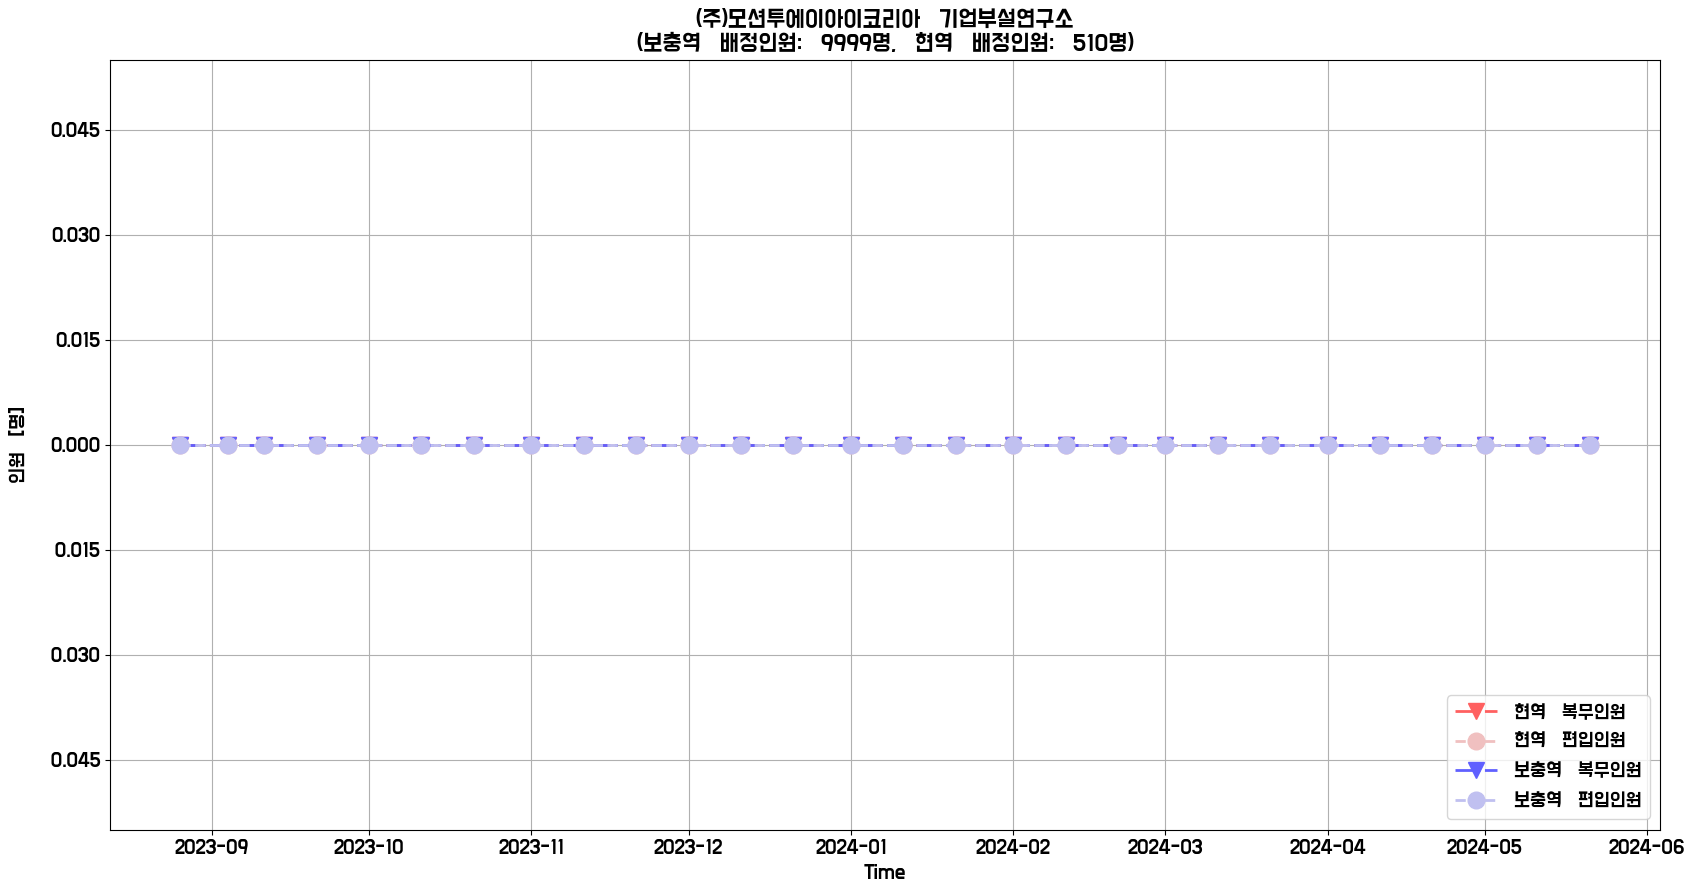 (주)모션투에이아이코리아 기업부설연구소
(보충역 배정인원: 9999명, 현역 배정인원: 510명)
인원 [명]
0.045
0.030
0.015
0.000
0.015
0.030
0.045
현역 복무인원
현역 편입인원
보충역 복무인원
보충역 편입인원
2023-09 2023-10 2023-11 2023-12 2024-01 2024-02 2024-03 2024-04 2024-05 2024-06
Time